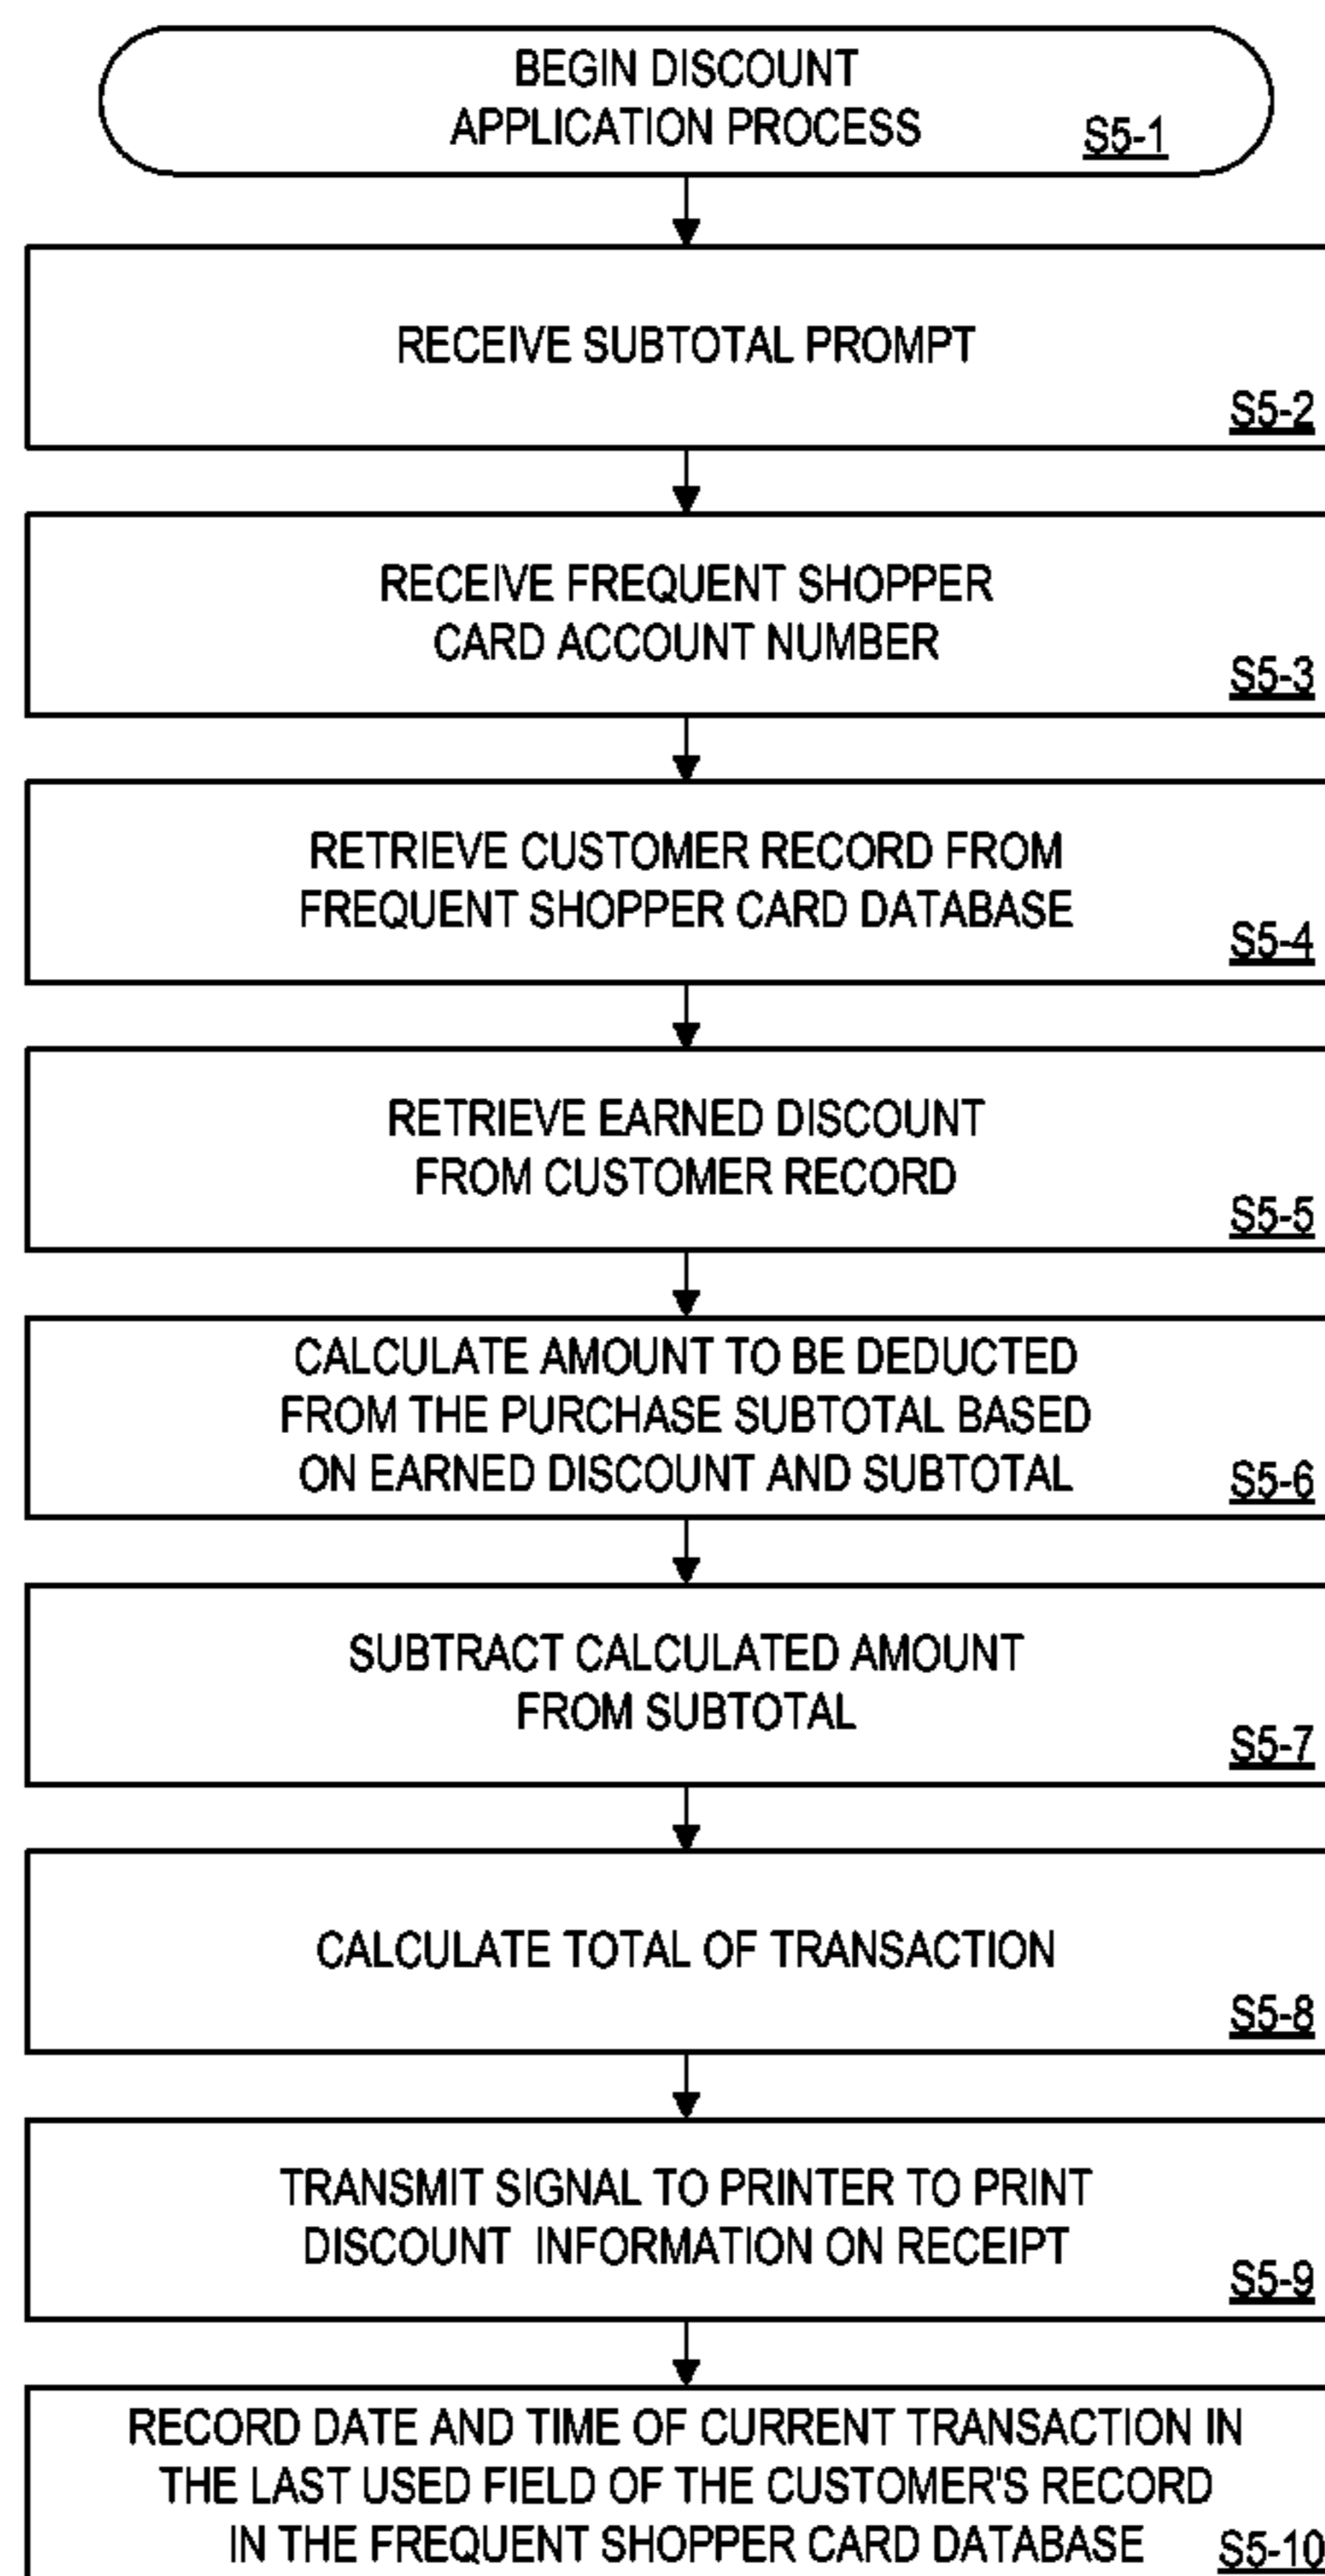 BEGIN DISCOUNT
APPLICATION PROCESS
S5-1
RECEIVE SUBTOTAL PROMPT
S5-2
RECEIVE FREQUENT SHOPPER
CARD ACCOUNT NUMBER
S5-3
RETRIEVE CUSTOMER RECORD FROM
FREQUENT SHOPPER CARD DATABASE
S5-4
RETRIEVE EARNED DISCOUNT
FROM CUSTOMER RECORD
S5-5
CALCULATE AMOUNT TO BE DEDUCTED
FROM THE PURCHASE SUBTOTAL BASED
ON EARNED DISCOUNT AND SUBTOTAL
S5-6
SUBTRACT CALCULATED AMOUNT
FROM SUBTOTAL
S5-7
CALCULATE TOTAL OF TRANSACTION
S5-8
TRANSMIT SIGNAL TO PRINTER TO PRINT
DISCOUNT INFORMATION ON RECEIPT
S5-9
RECORD DATE AND TIME OF CURRENT TRANSACTION IN
THE LAST USED FIELD OF THE CUSTOMER'S RECORD
IN THE FREQUENT SHOPPER CARD DATABASE
S5-10